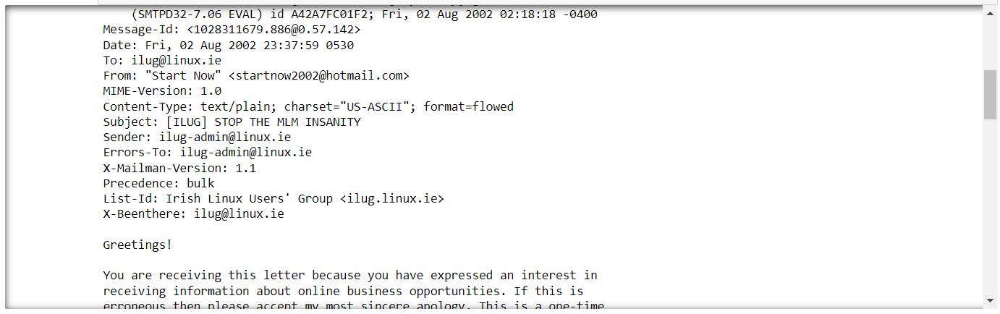 (SMTPD32-7.06 EVAL) id A42A7FC01F2; Fri, 02 Aug 2002 02:18:18 -0400
Message-Id: <1028311679.886@0.57.142>
Date: Fri, 02 Aug 2002 23:37:59 0530
To: ilug@linux.ie
From: "Start Now" <startnow2002@hotmail.com>
MIME-Version: 1.0
Content-Type: text/plain; charset="US-ASCII"; format=flowed
Subject: [ILUG] STOP THE MLM INSANITY
Sender: ilug-admin@linux.ie
Errors-To: ilug-admin@linux.ie
X-Mailman-Version: 1.1
Precedence: bulk
List-Id: Irish Linux Users' Group <ilug.linux.ie>
X-Beenthere: ilug@linux.ie
Greetings!
You are receiving this letter because you have expressed an interest in
receiving information about online business opportunities. If this is
erroneous then please accept my most sincere apology. This is a one-time